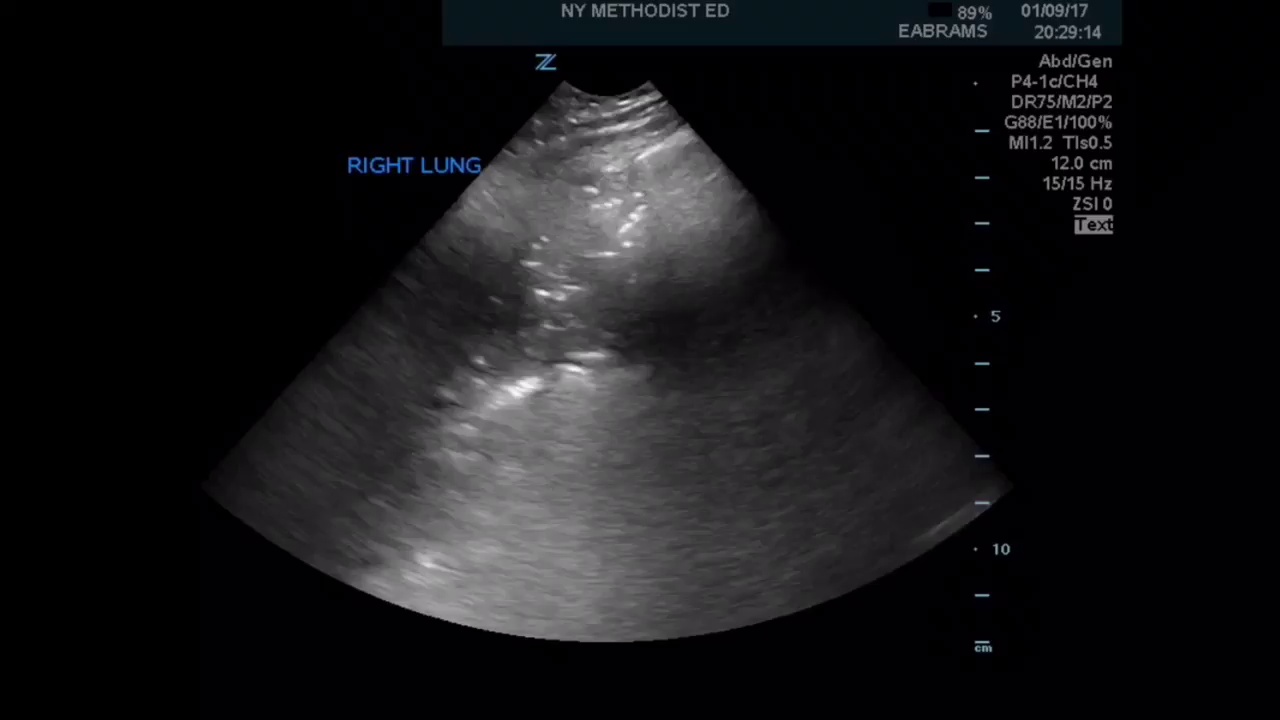 NY METHODIST ED
89%
01/09/17
EABRAMS
20:29:14
Z
Abd/Gen
P4-1c/CH4
DR75/M2/P2
RIGHT LUNG
G88/E1/100%
MI1.2 TIs0.5
12.0 cm
15/15 Hz
ZSI 0
Text
5
10
cm